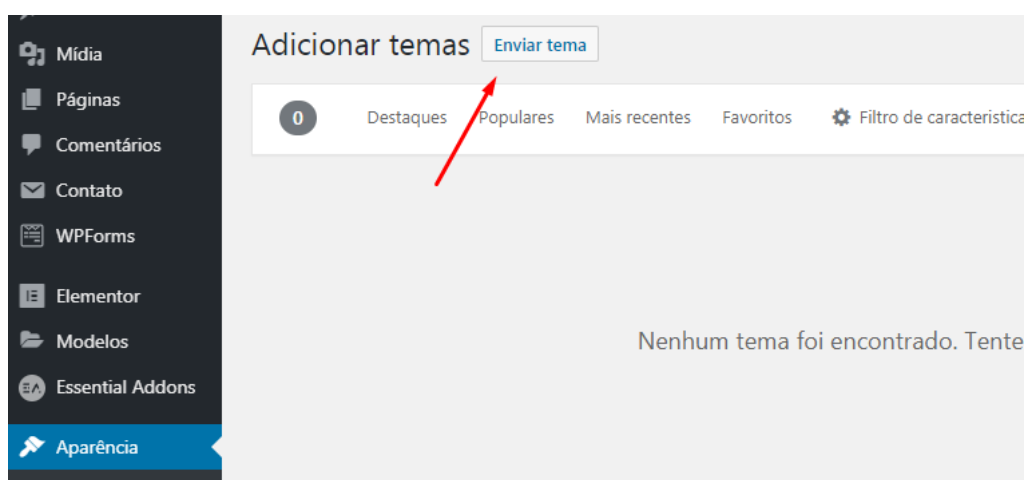 Mídia
Páginas
Comentários
Contato
WPForms
Elementor
Modelos
Essential Addons
Aparência
Adicionar temas Enviar tema
0 Destaques Populares Mais recentes Favoritos Filtro de característica
Nenhum tema foi encontrado. Tente